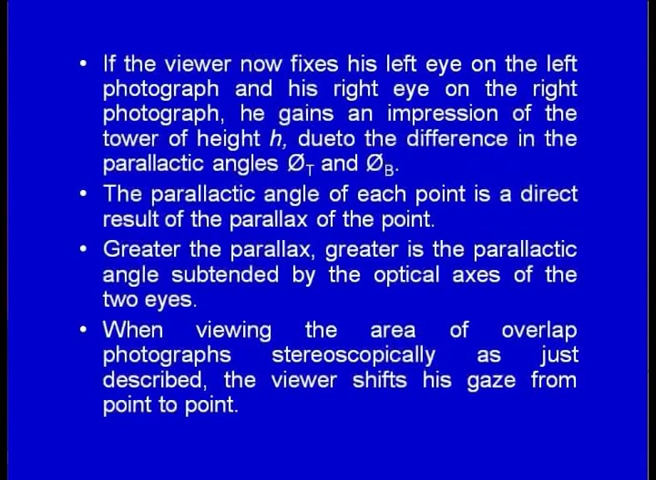 • If the viewer now fixes his left eye on the left
photograph and his right eye on the right
photograph, he gains an impression of the
tower of height h, dueto the difference in the
parallactic angles Ø_T and Ø_B.
• The parallactic angle of each point is a direct
result of the parallax of the point.
• Greater the parallax, greater is the parallactic
angle subtended by the optical axes of the
two eyes.
• When viewing the area of overlap
photographs stereoscopically as just
described, the viewer shifts his gaze from
point to point.